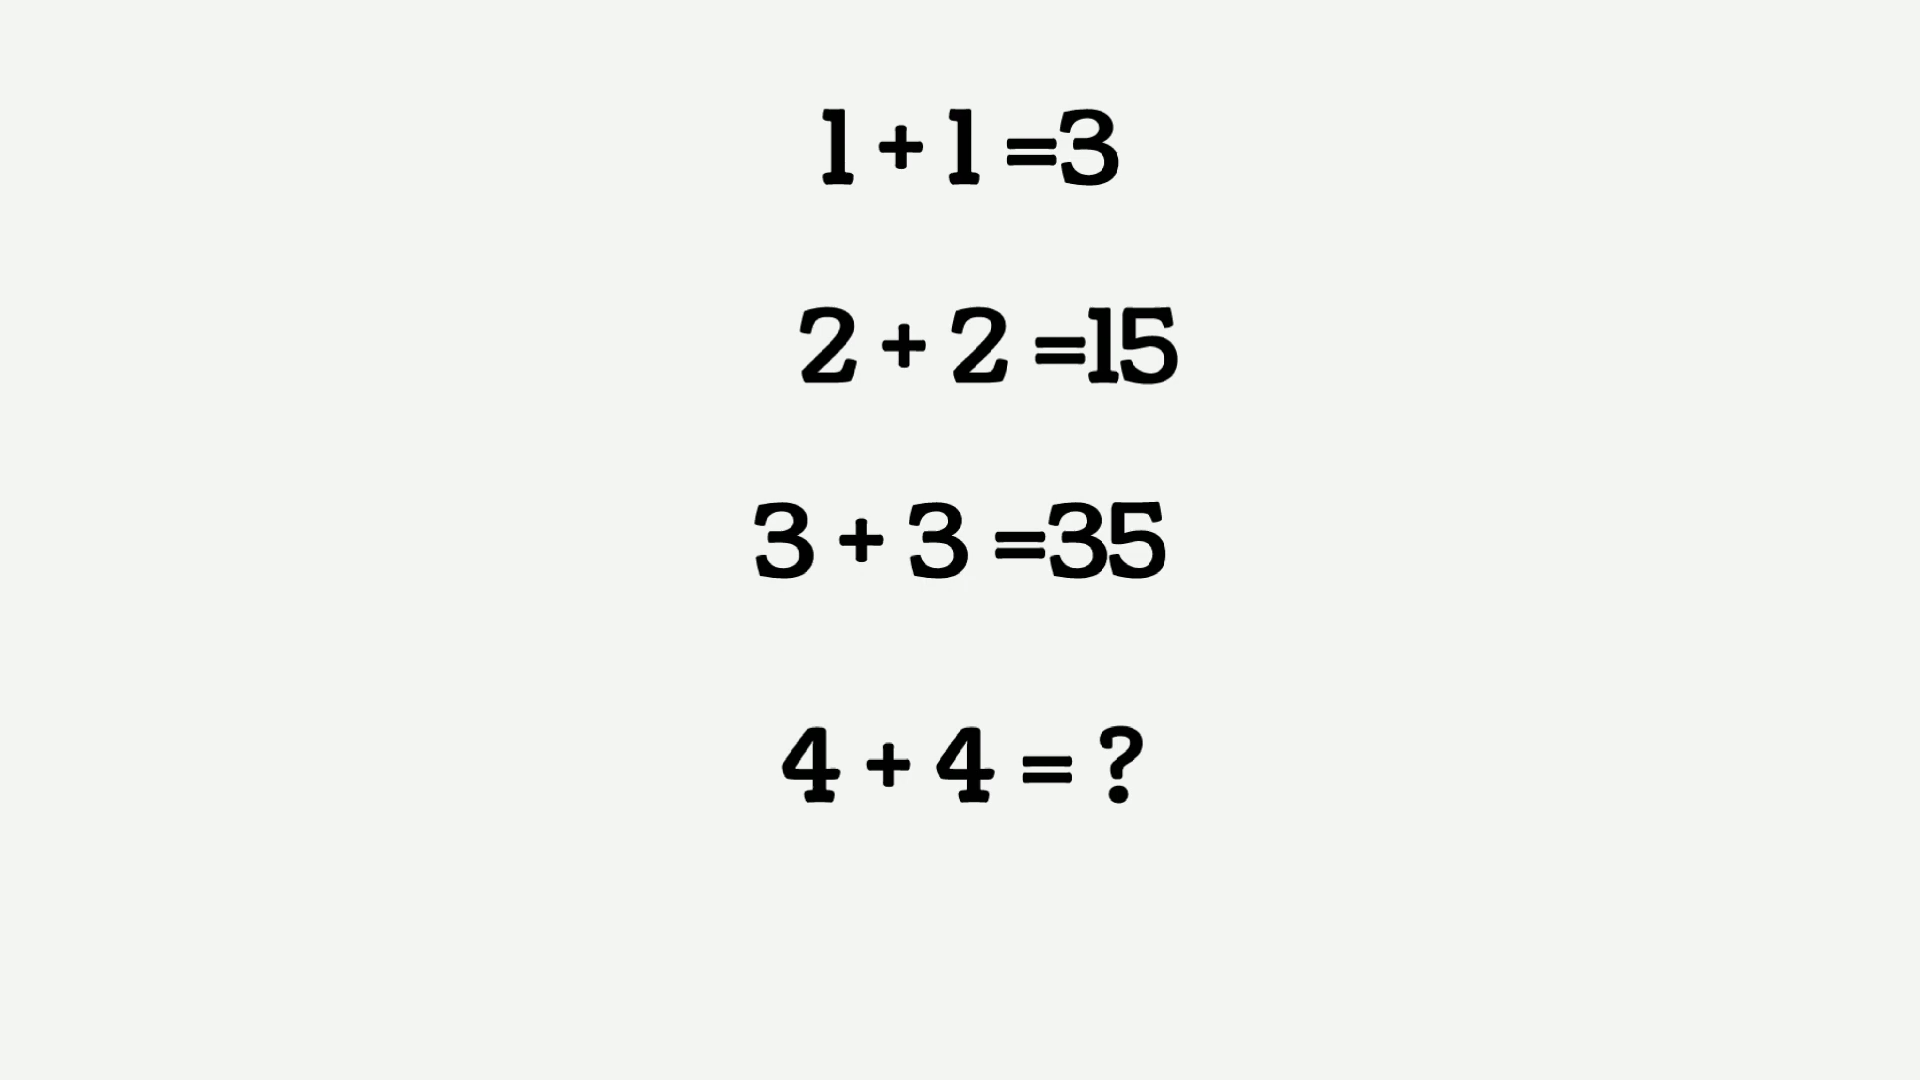 1 + 1 =3
2 + 2 =15
3 + 3 =35
4 + 4 = ?